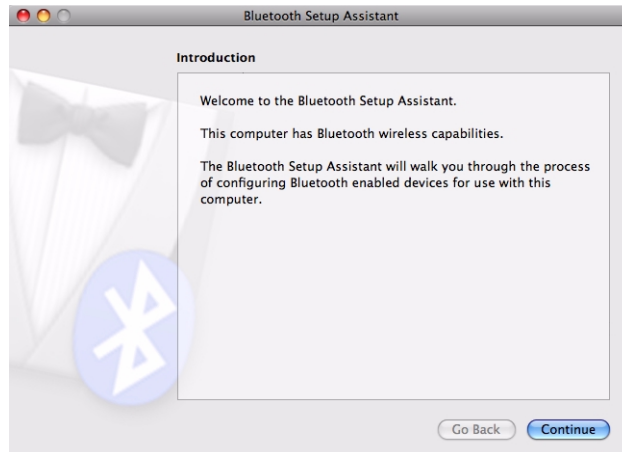 Bluetooth Setup Assistant
Introduction
Welcome to the Bluetooth Setup Assistant.
This computer has Bluetooth wireless capabilities.
The Bluetooth Setup Assistant will walk you through the process
of configuring Bluetooth enabled devices for use with this
computer.
Go Back
Continue